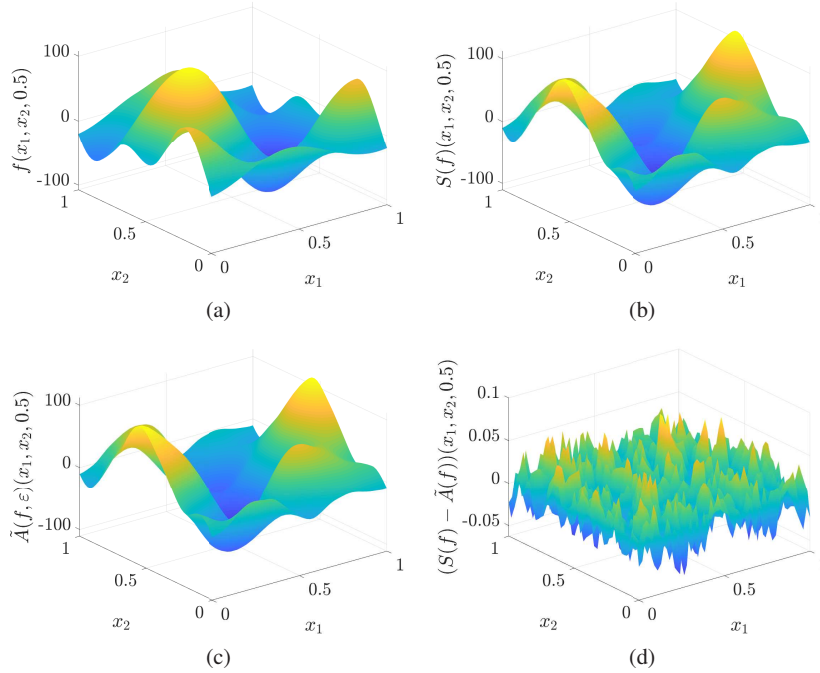 f(x₁, x₂, 0.5)
100
0
-100
1
0.5
0
0
0.5
1
x₂
x₁
(a)
S(f)(x₁, x₂, 0.5)
100
0
-100
1
0.5
0
0
0.5
1
x₂
x₁
(b)
Ã(f, ε)(x₁, x₂, 0.5)
100
0
-100
1
0.5
0
0
0.5
1
x₂
x₁
(c)
(S(f) − Ã(f))(x₁, x₂, 0.5)
0.1
0.05
0
-0.05
1
0.5
0
0
0.5
1
x₂
x₁
(d)